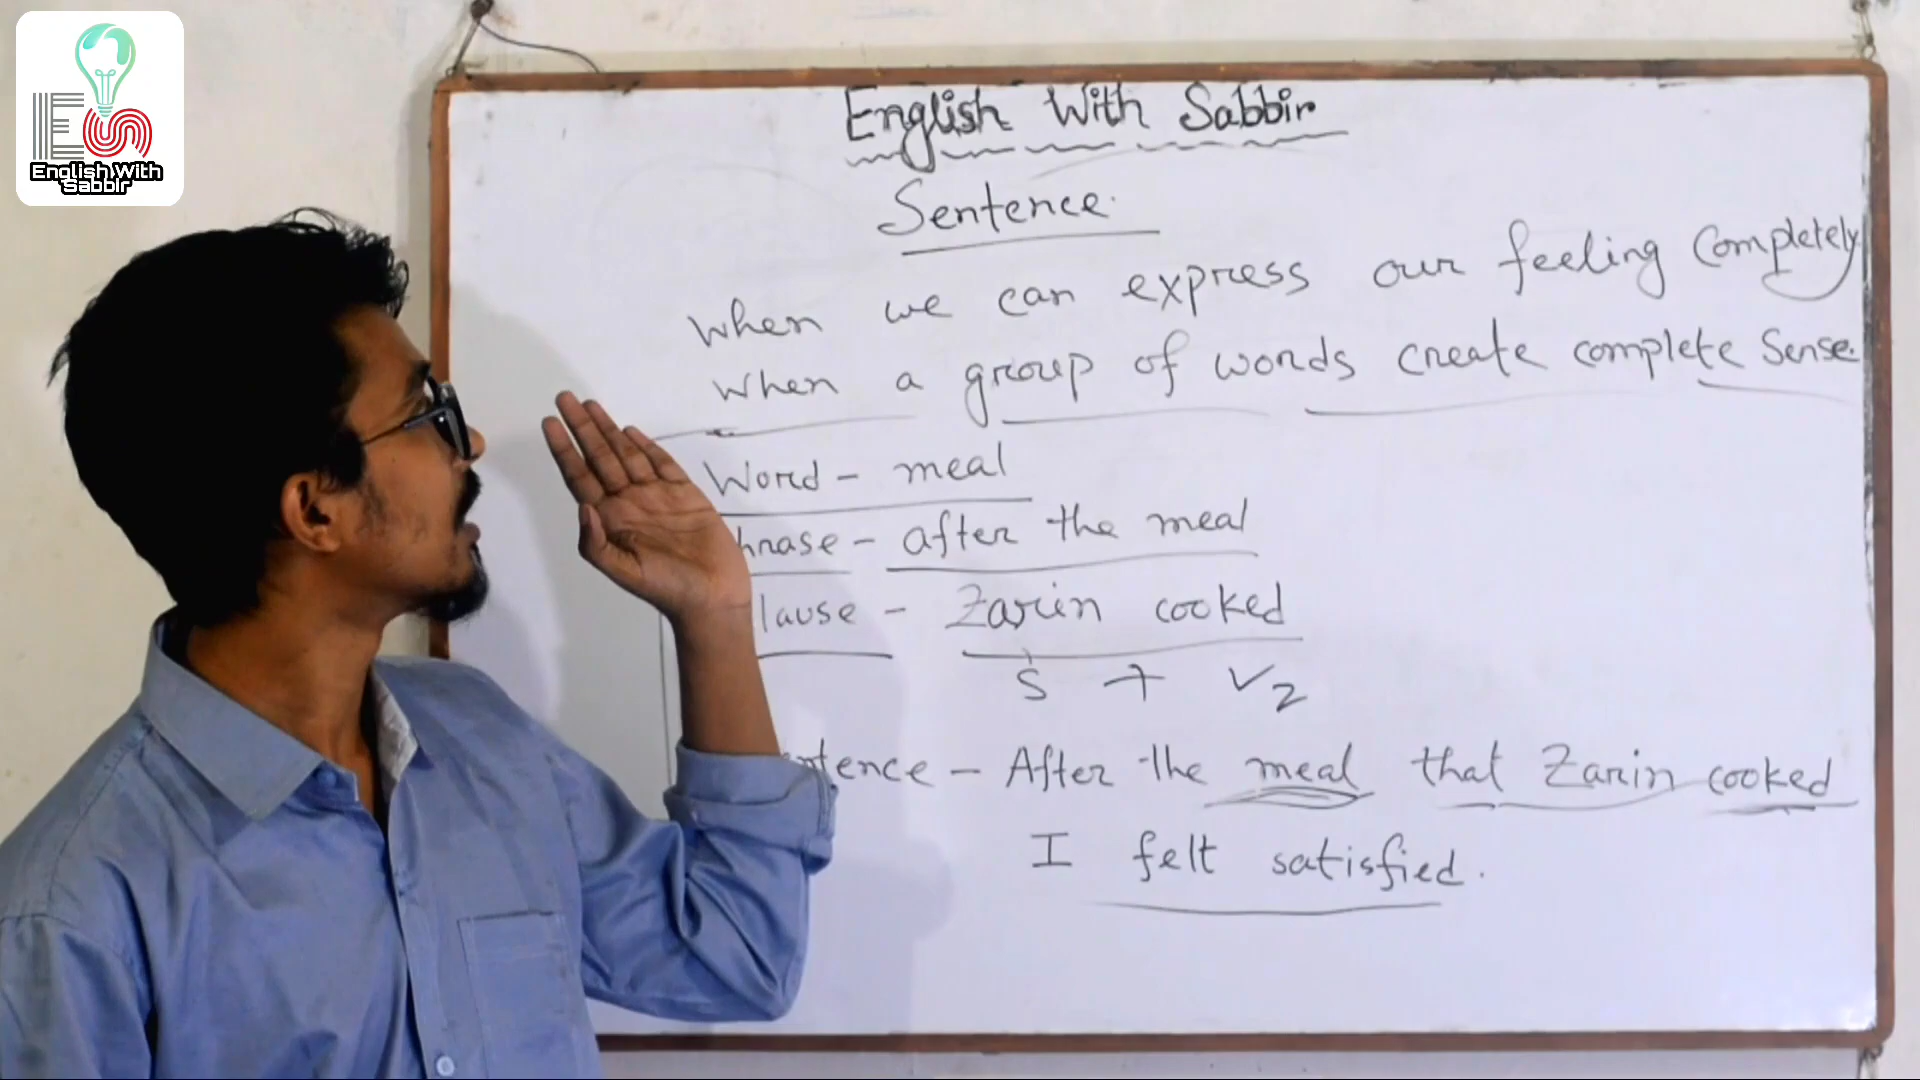 ES
English With
Sabbir
English With Sabbir
Sentence.
When we can express our feeling Completely
When a group of words create complete Sense.
Word - meal
hrase - after the meal
lause - Zarin cooked
S + V2
ntence - After the meal that Zarin cooked
I felt satisfied.